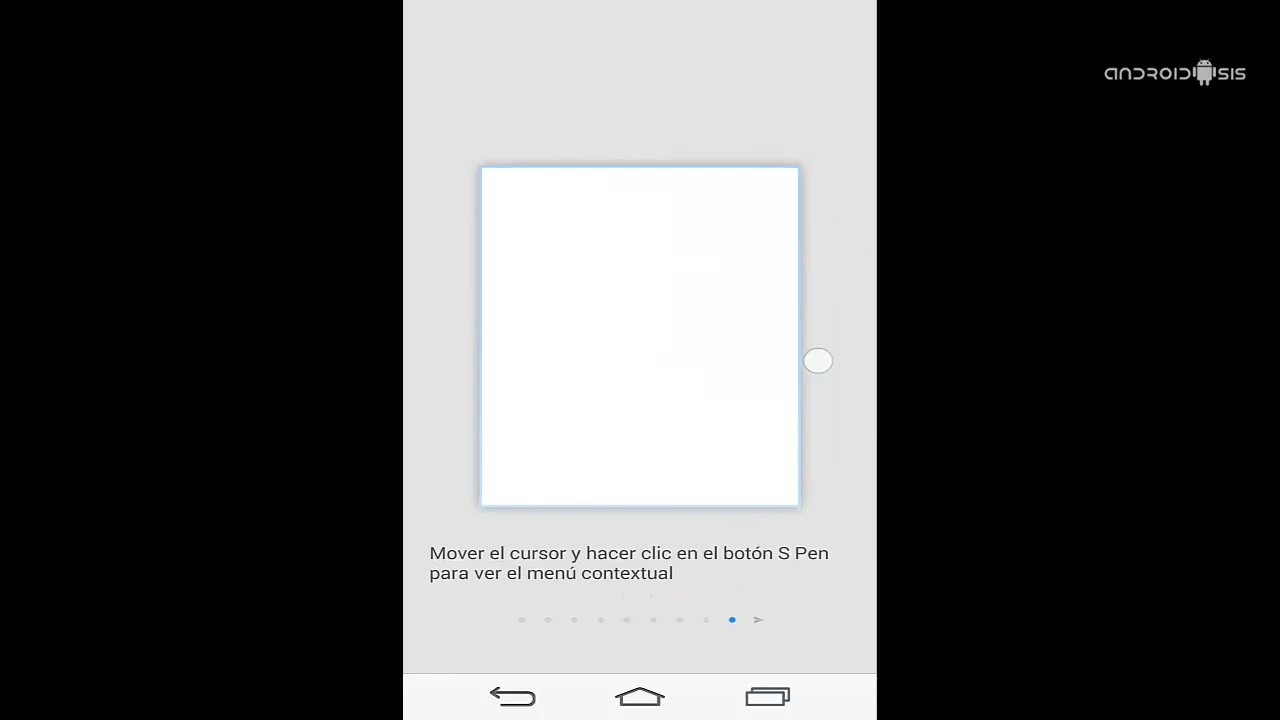 ANDROIDSIS
Mover el cursor y hacer clic en el botón S Pen
para ver el menú contextual